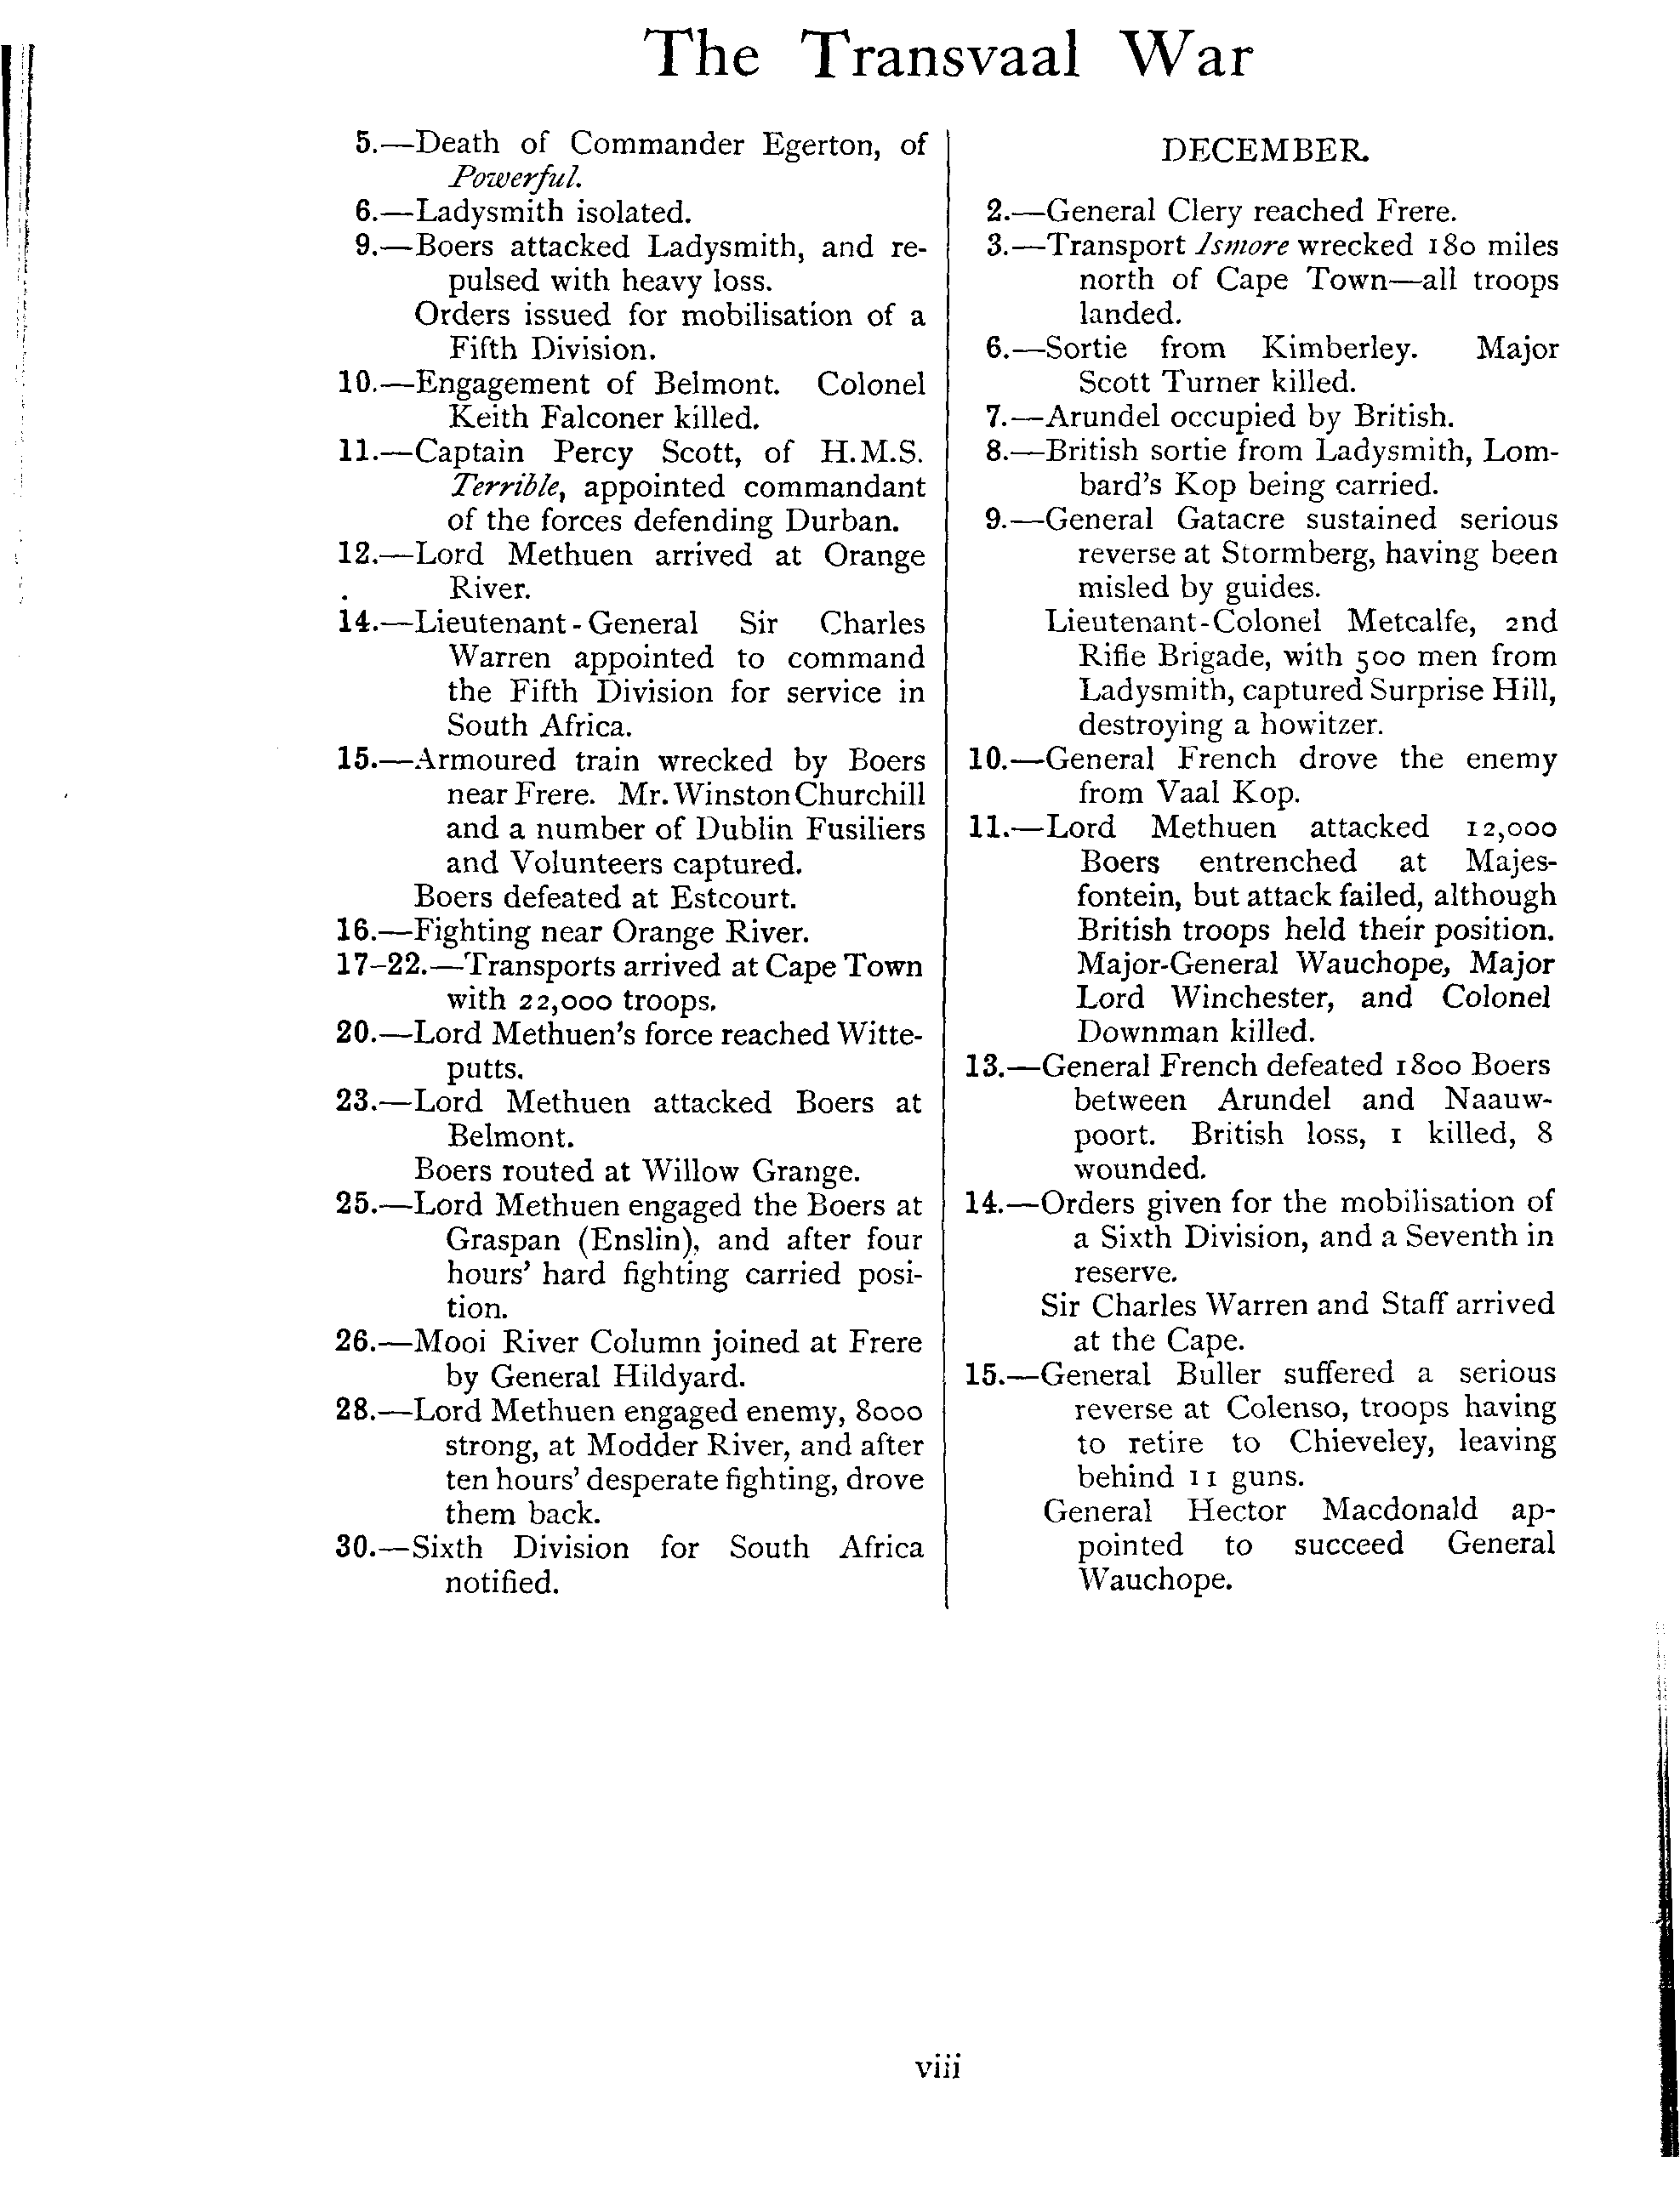 The Transvaal War
5.—Death of Commander Egerton, of
Powerful.
6.—Ladysmith isolated.
9.—Boers attacked Ladysmith, and re-
pulsed with heavy loss.
Orders issued for mobilisation of a
Fifth Division.
10.—Engagement of Belmont. Colonel
Keith Falconer killed.
11.—Captain Percy Scott, of H.M.S.
Terrible, appointed commandant
of the forces defending Durban.
12.—Lord Methuen arrived at Orange
River.
14.—Lieutenant-General Sir Charles
Warren appointed to command
the Fifth Division for service in
South Africa.
15.—Armoured train wrecked by Boers
near Frere. Mr. Winston Churchill
and a number of Dublin Fusiliers
and Volunteers captured.
Boers defeated at Estcourt.
16.—Fighting near Orange River.
17-22.—Transports arrived at Cape Town
with 22,000 troops.
20.—Lord Methuen's force reached Witte-
putts.
23.—Lord Methuen attacked Boers at
Belmont.
Boers routed at Willow Grange.
25.—Lord Methuen engaged the Boers at
Graspan (Enslin), and after four
hours' hard fighting carried posi-
tion.
26.—Mooi River Column joined at Frere
by General Hildyard.
28.—Lord Methuen engaged enemy, 8000
strong, at Modder River, and after
ten hours' desperate fighting, drove
them back.
30.—Sixth Division for South Africa
notified.
DECEMBER.
2.—General Clery reached Frere.
3.—Transport Ismore wrecked 180 miles
north of Cape Town—all troops
landed.
6.—Sortie from Kimberley. Major
Scott Turner killed.
7.—Arundel occupied by British.
8.—British sortie from Ladysmith, Lom-
bard's Kop being carried.
9.—General Gatacre sustained serious
reverse at Stormberg, having been
misled by guides.
Lieutenant-Colonel Metcalfe, 2nd
Rifle Brigade, with 500 men from
Ladysmith, captured Surprise Hill,
destroying a howitzer.
10.—General French drove the enemy
from Vaal Kop.
11.—Lord Methuen attacked 12,000
Boers entrenched at Majes-
fontein, but attack failed, although
British troops held their position.
Major-General Wauchope, Major
Lord Winchester, and Colonel
Downman killed.
13.—General French defeated 1800 Boers
between Arundel and Naauw-
poort. British loss, 1 killed, 8
wounded.
14.—Orders given for the mobilisation of
a Sixth Division, and a Seventh in
reserve.
Sir Charles Warren and Staff arrived
at the Cape.
15.—General Buller suffered a serious
reverse at Colenso, troops having
to retire to Chieveley, leaving
behind 11 guns.
General Hector Macdonald ap-
pointed to succeed General
Wauchope.
viii